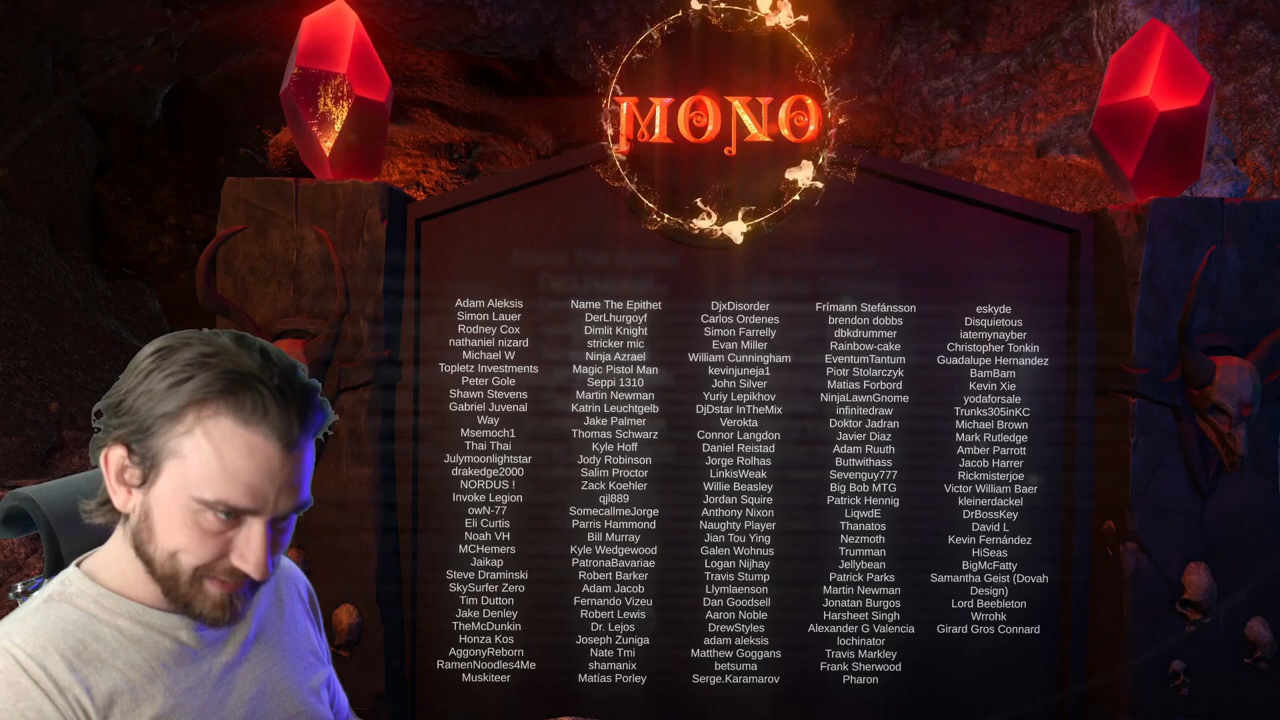 MONO
Adam Aleksis
Simon Lauer
Rodney Cox
nathaniel nizard
Michael W
Topletz Investments
Peter Gole
Shawn Stevens
Gabriel Juvenal
Way
Msemoch1
Thai Thai
Julymoonlightstar
drakedge2000
NORDUS !
Invoke Legion
owN-77
Eli Curtis
Noah VH
MCHemers
Jaikap
Steve Draminski
SkySurfer Zero
Tim Dutton
Jake Denley
TheMcDunkin
Honza Kos
AggonyReborn
RamenNoodles4Me
Muskiteer
Name The Epithet
DerLhurgoyf
Dimlit Knight
stricker mic
Ninja Azrael
Magic Pistol Man
Seppi 1310
Martin Newman
Katrin Leuchtgelb
Jake Palmer
Thomas Schwarz
Kyle Hoff
Jody Robinson
Salim Proctor
Zack Koehler
qjl889
SomecallmeJorge
Parris Hammond
Bill Murray
Kyle Wedgewood
PatronaBavariae
Robert Barker
Adam Jacob
Fernando Vizeu
Robert Lewis
Dr. Lejos
Joseph Zuniga
Nate Tmi
shamanix
Matías Porley
DjxDisorder
Carlos Ordenes
Simon Farrelly
Evan Miller
William Cunningham
kevinjuneja1
John Silver
Yuriy Lepikhov
DjDstar InTheMix
Verokta
Connor Langdon
Daniel Reistad
Jorge Rolhas
LinkisWeak
Willie Beasley
Jordan Squire
Anthony Nixon
Naughty Player
Jian Tou Ying
Galen Wohnus
Logan Nijhay
Travis Stump
Llymlaenson
Dan Goodsell
Aaron Noble
DrewStyles
adam aleksis
Matthew Goggans
betsuma
Serge.Karamarov
Frímann Stefánsson
brendon dobbs
dbkdrummer
Rainbow-cake
EventumTantum
Piotr Stolarczyk
Matias Forbord
NinjaLawnGnome
infinitedraw
Doktor Jadran
Javier Diaz
Adam Ruuth
Buttwithass
Sevenguy777
Big Bob MTG
Patrick Hennig
LiqwdE
Thanatos
Nezmoth
Trumman
Jellybean
Patrick Parks
Martin Newman
Jonatan Burgos
Harsheet Singh
Alexander G Valencia
lochinator
Travis Markley
Frank Sherwood
Pharon
eskyde
Disquietous
iatemynayber
Christopher Tonkin
Guadalupe Hernandez
BamBam
Kevin Xie
yodaforsale
Trunks305inKC
Michael Brown
Mark Rutledge
Amber Parrott
Jacob Harrer
Rickmisterjoe
Victor William Baer
kleinerdackel
DrBossKey
David L
Kevin Fernández
HiSeas
BigMcFatty
Samantha Geist (Dovah
Design)
Lord Beebleton
Wrrohk
Girard Gros Connard